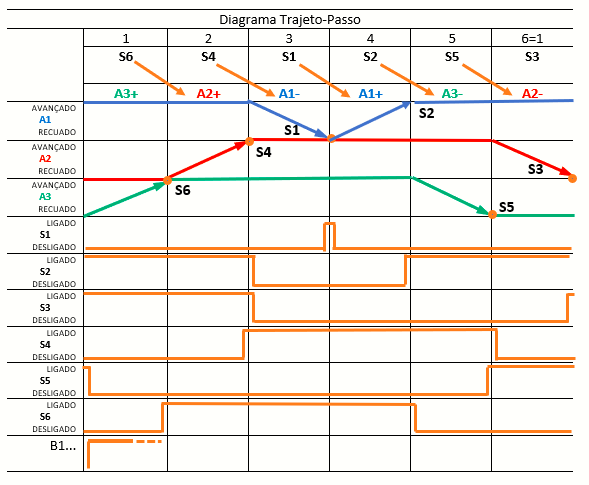 Diagrama Trajeto-Passo
1 2 3 4 5 6=1
S6 S4 S1 S2 S5 S3
A3+ A2+ A1- A1+ A3- A2-
AVANÇADO
A1
RECUADO
S1 S2
AVANÇADO
A2
RECUADO
S4 S3
AVANÇADO
A3
RECUADO
S6 S5
LIGADO
S1
DESLIGADO
LIGADO
S2
DESLIGADO
LIGADO
S3
DESLIGADO
LIGADO
S4
DESLIGADO
LIGADO
S5
DESLIGADO
LIGADO
S6
DESLIGADO
B1...